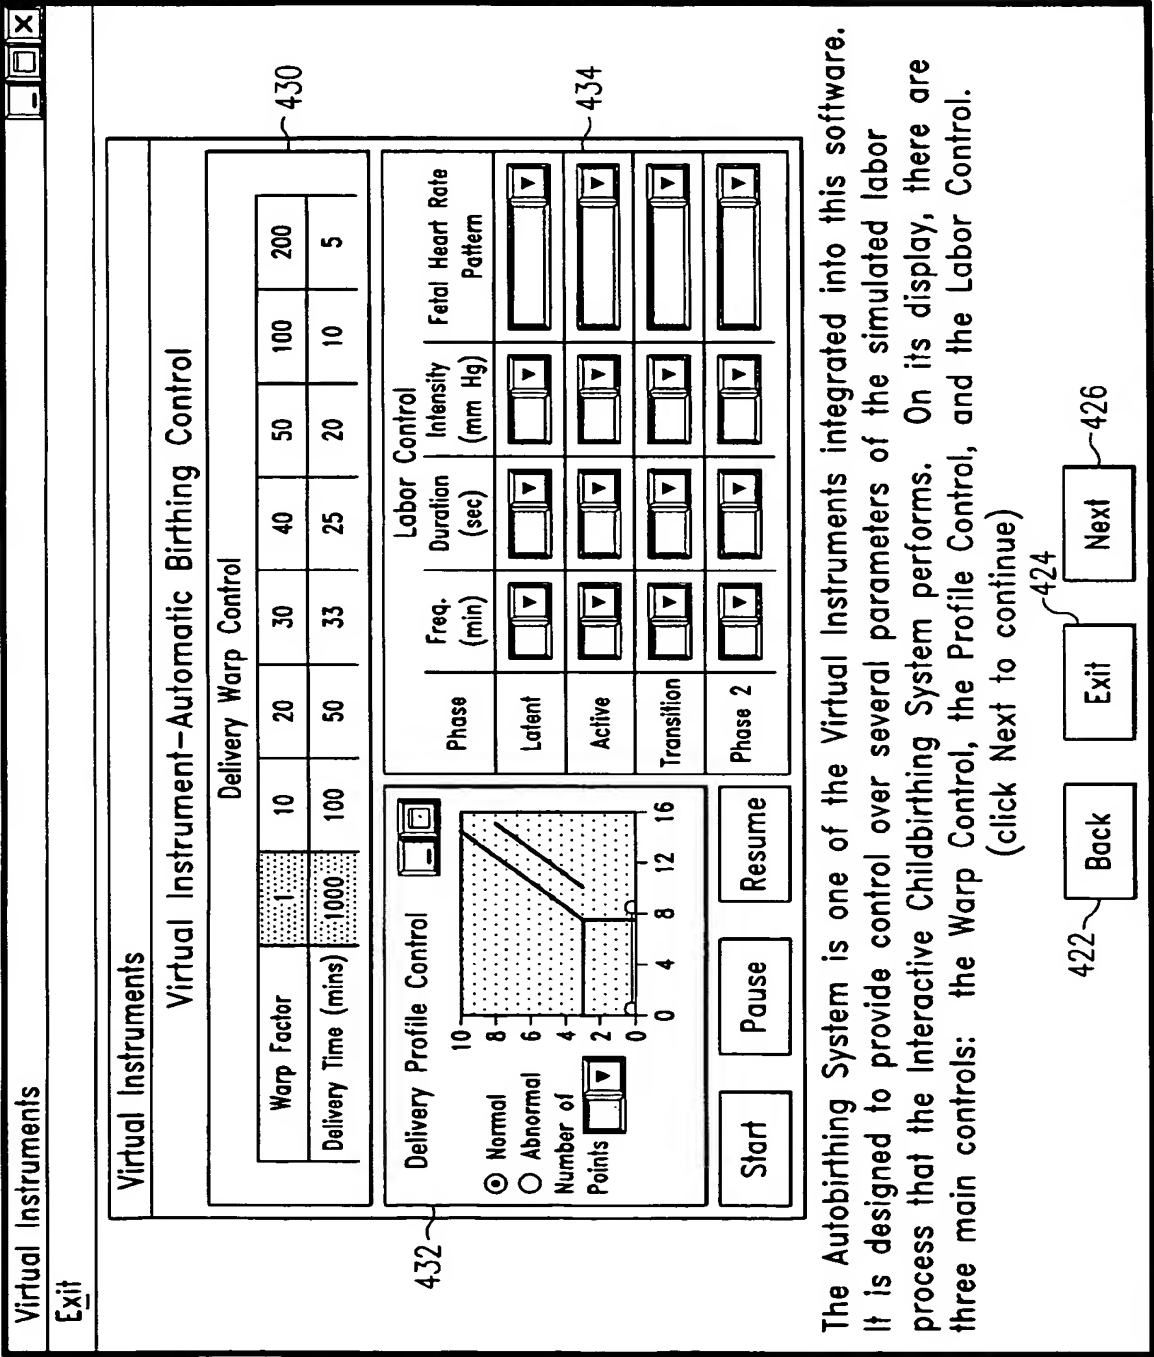 Virtual Instruments
Exit
Virtual Instruments
Virtual Instrument-Automatic Birthing Control
Delivery Warp Control
430
Warp Factor 1 10 20 30 40 50 100 200
Delivery Time (mins) 1000 100 50 33 25 20 10 5
432
Delivery Profile Control
Normal
Abnormal
Number of
Points
10
8
6
4
2
0
0 4 8 12 16
Start Pause Resume
434
Labor Control
Phase Freq. Duration Intensity Fetal Heart Rate
(min) (sec) (mm Hg) Pattern
Latent
Active
Transition
Phase 2
The Autobirthing System is one of the Virtual Instruments integrated into this software.
It is designed to provide control over several parameters of the simulated labor
process that the Interactive Childbirthing System performs. On its display, there are
three main controls: the Warp Control, the Profile Control, and the Labor Control.
(click Next to continue)
422 424 426
Back Exit Next